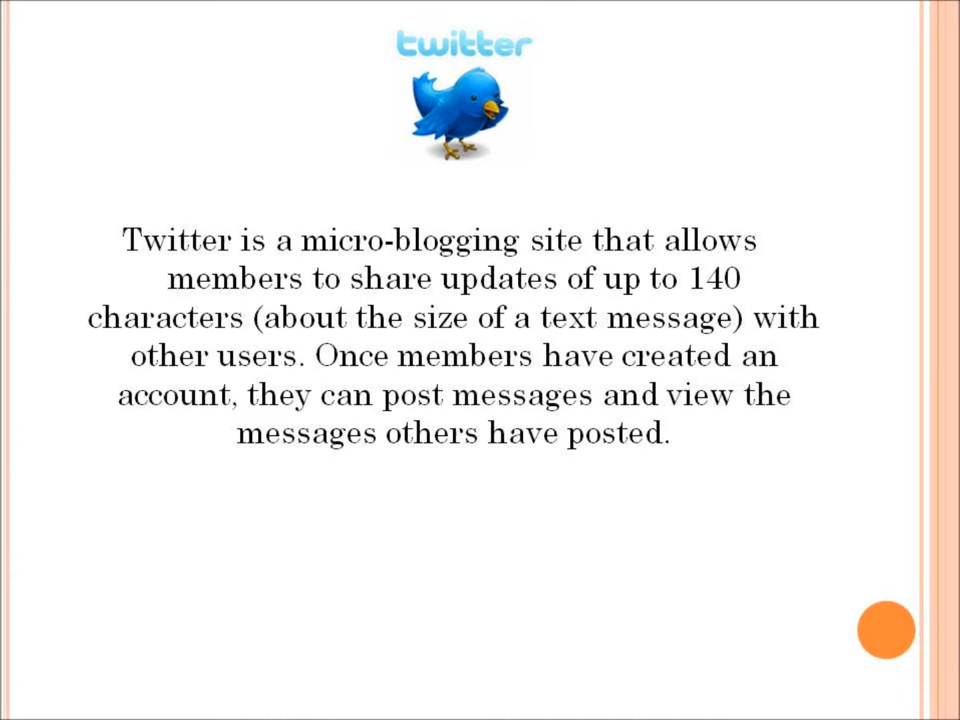 twitter
Twitter is a micro-blogging site that allows
members to share updates of up to 140
characters (about the size of a text message) with
other users. Once members have created an
account, they can post messages and view the
messages others have posted.